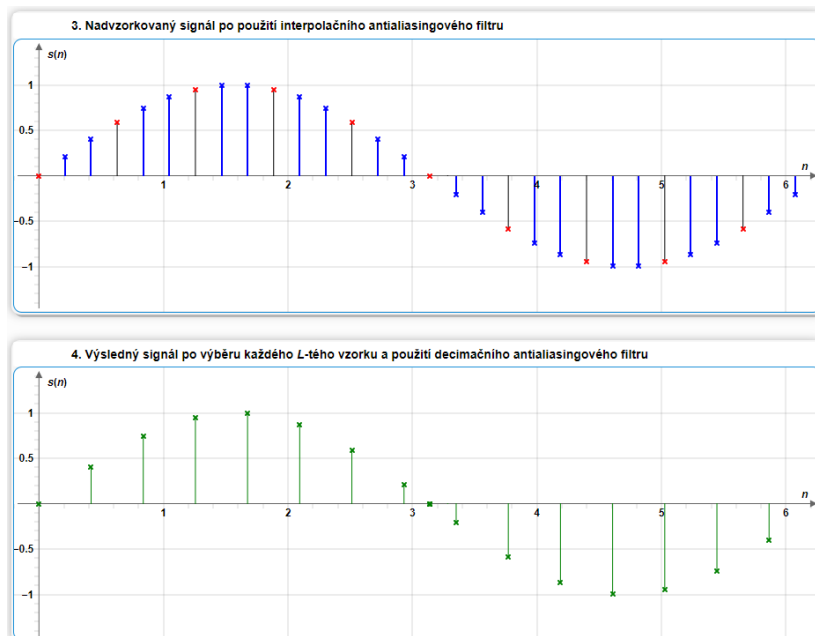 3. Nadvzorkovaný signál po použití interpolačního antialiasingového filtru
s(n)
1
0.5
n
1 2 3 4 5 6
−0.5
−1
4. Výsledný signál po výběru každého L-tého vzorku a použití decimačního antialiasingového filtru
s(n)
1
0.5
n
1 2 3 4 5 6
−0.5
−1